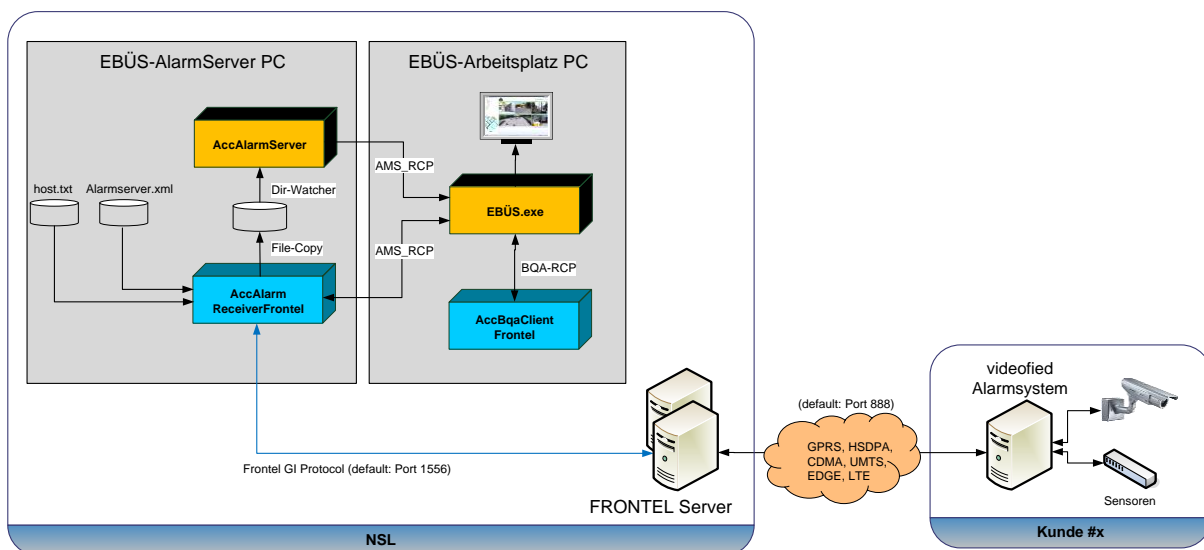 EBÜS-AlarmServer PC
EBÜS-Arbeitsplatz PC
AccAlarmServer
AMS_RCP
host.txt
Alarmserver.xml
Dir-Watcher
EBÜS.exe
File-Copy
AMS_RCP
BQA-RCP
AccAlarm
ReceiverFrontel
AccBqaClient
Frontel
Frontel GI Protocol (default: Port 1556)
FRONTEL Server
NSL
(default: Port 888)
GPRS, HSDPA,
CDMA, UMTS,
EDGE, LTE
videofied
Alarmsystem
Sensoren
Kunde #x